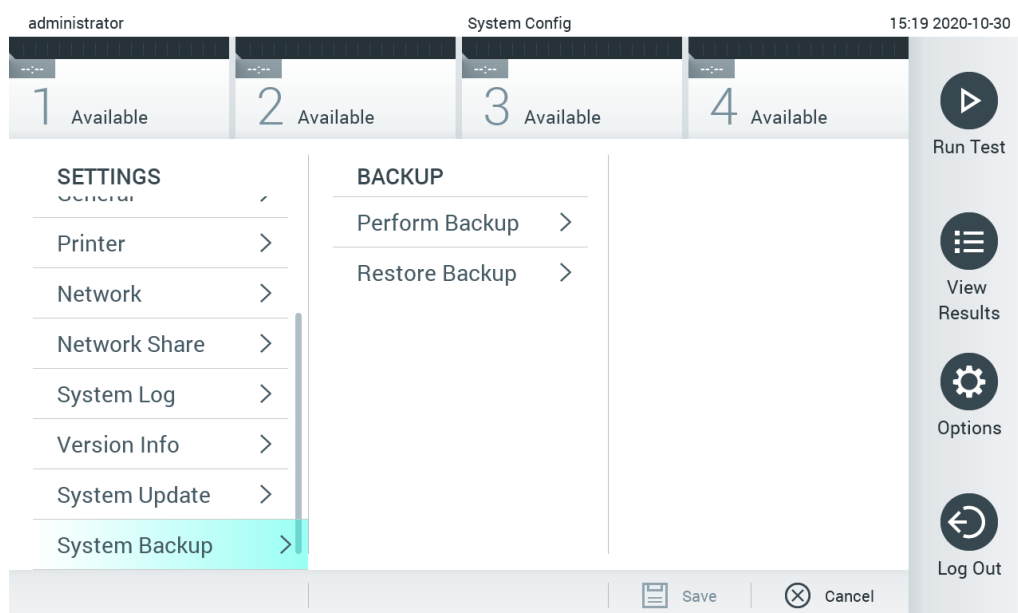 administrator System Config 15:19 2020-10-30
--:-- --:-- --:-- --:--
1 Available 2 Available 3 Available 4 Available
Run Test
SETTINGS BACKUP
General
Perform Backup
Printer
Restore Backup
Network
View
Results
Network Share
System Log
Options
Version Info
System Update
System Backup
Log Out
Save Cancel